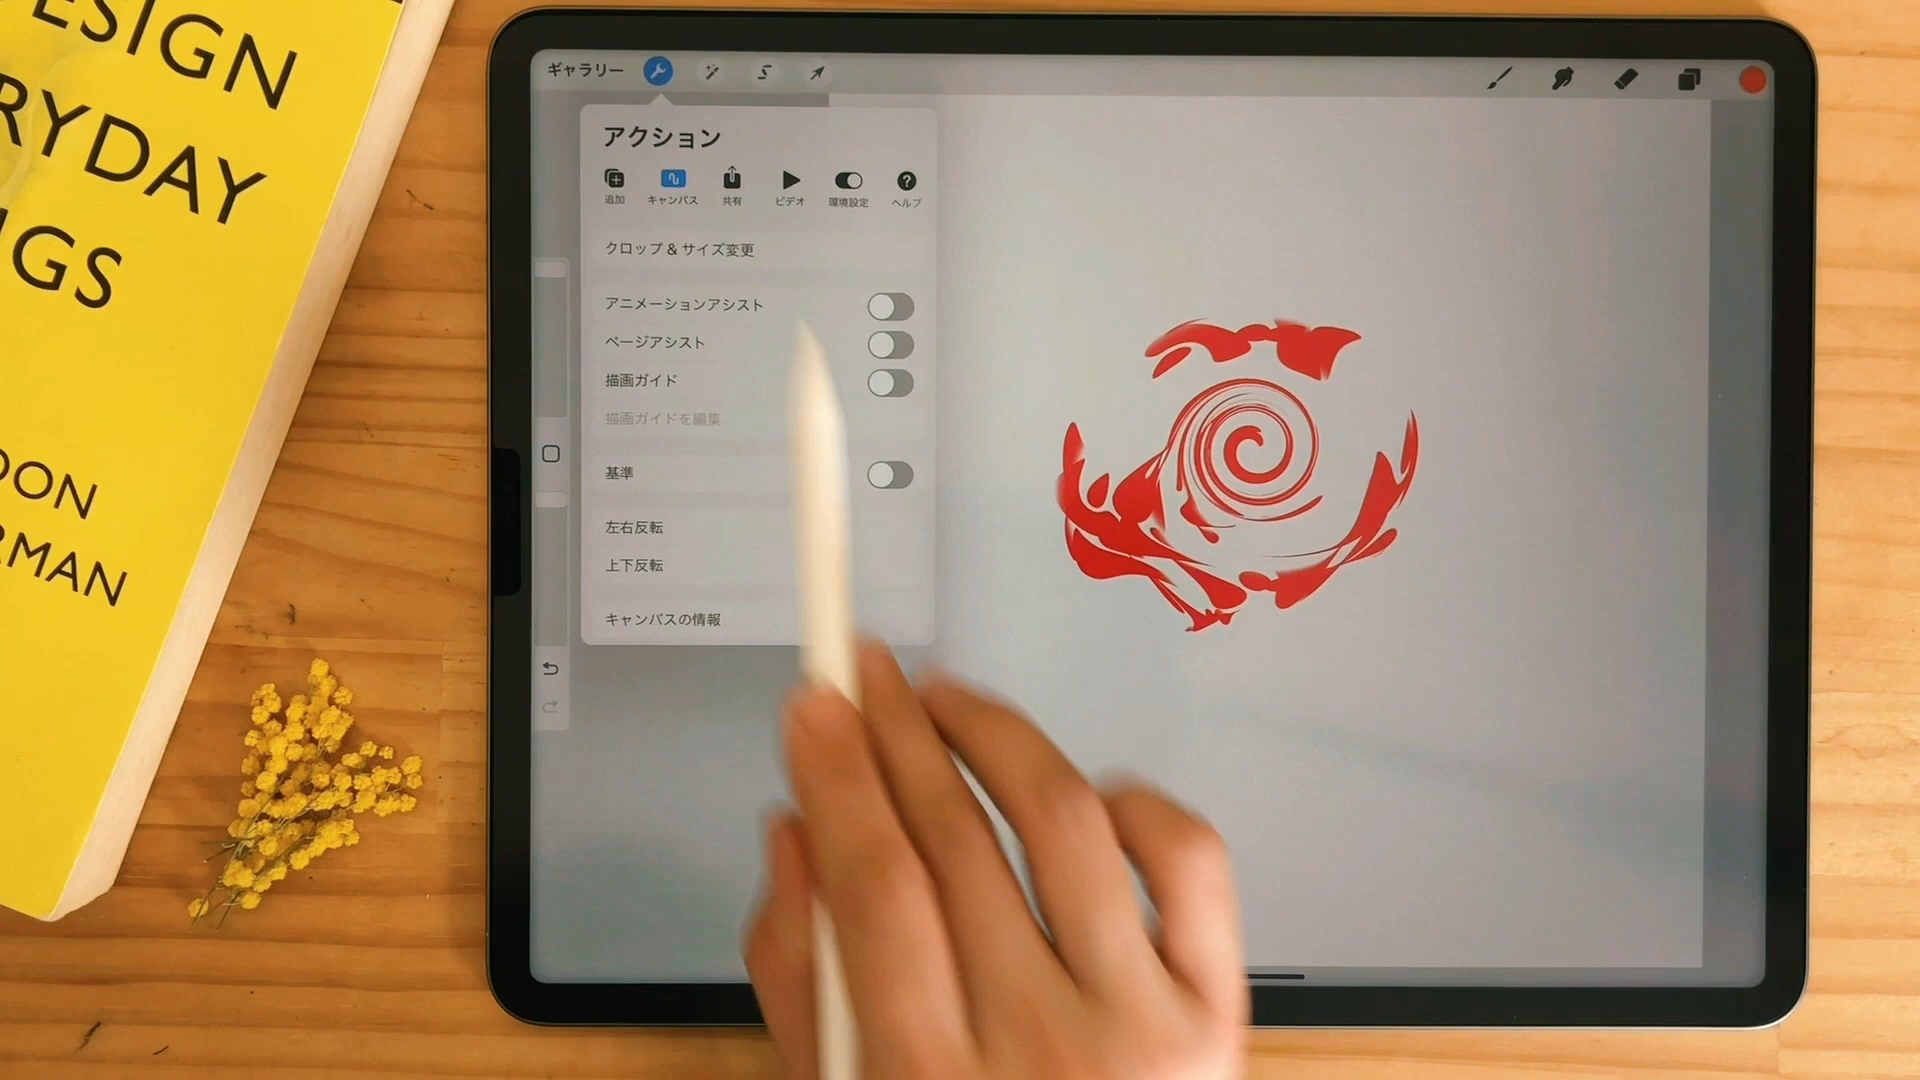 ESIGN
RYDAY
NGS
DON
RMAN
ギャラリー
アクション
追加
キャンバス
共有
ビデオ
環境設定
ヘルプ
クロップ & サイズ変更
アニメーションアシスト
ページアシスト
描画ガイド
描画ガイドを編集
基準
左右反転
上下反転
キャンバスの情報